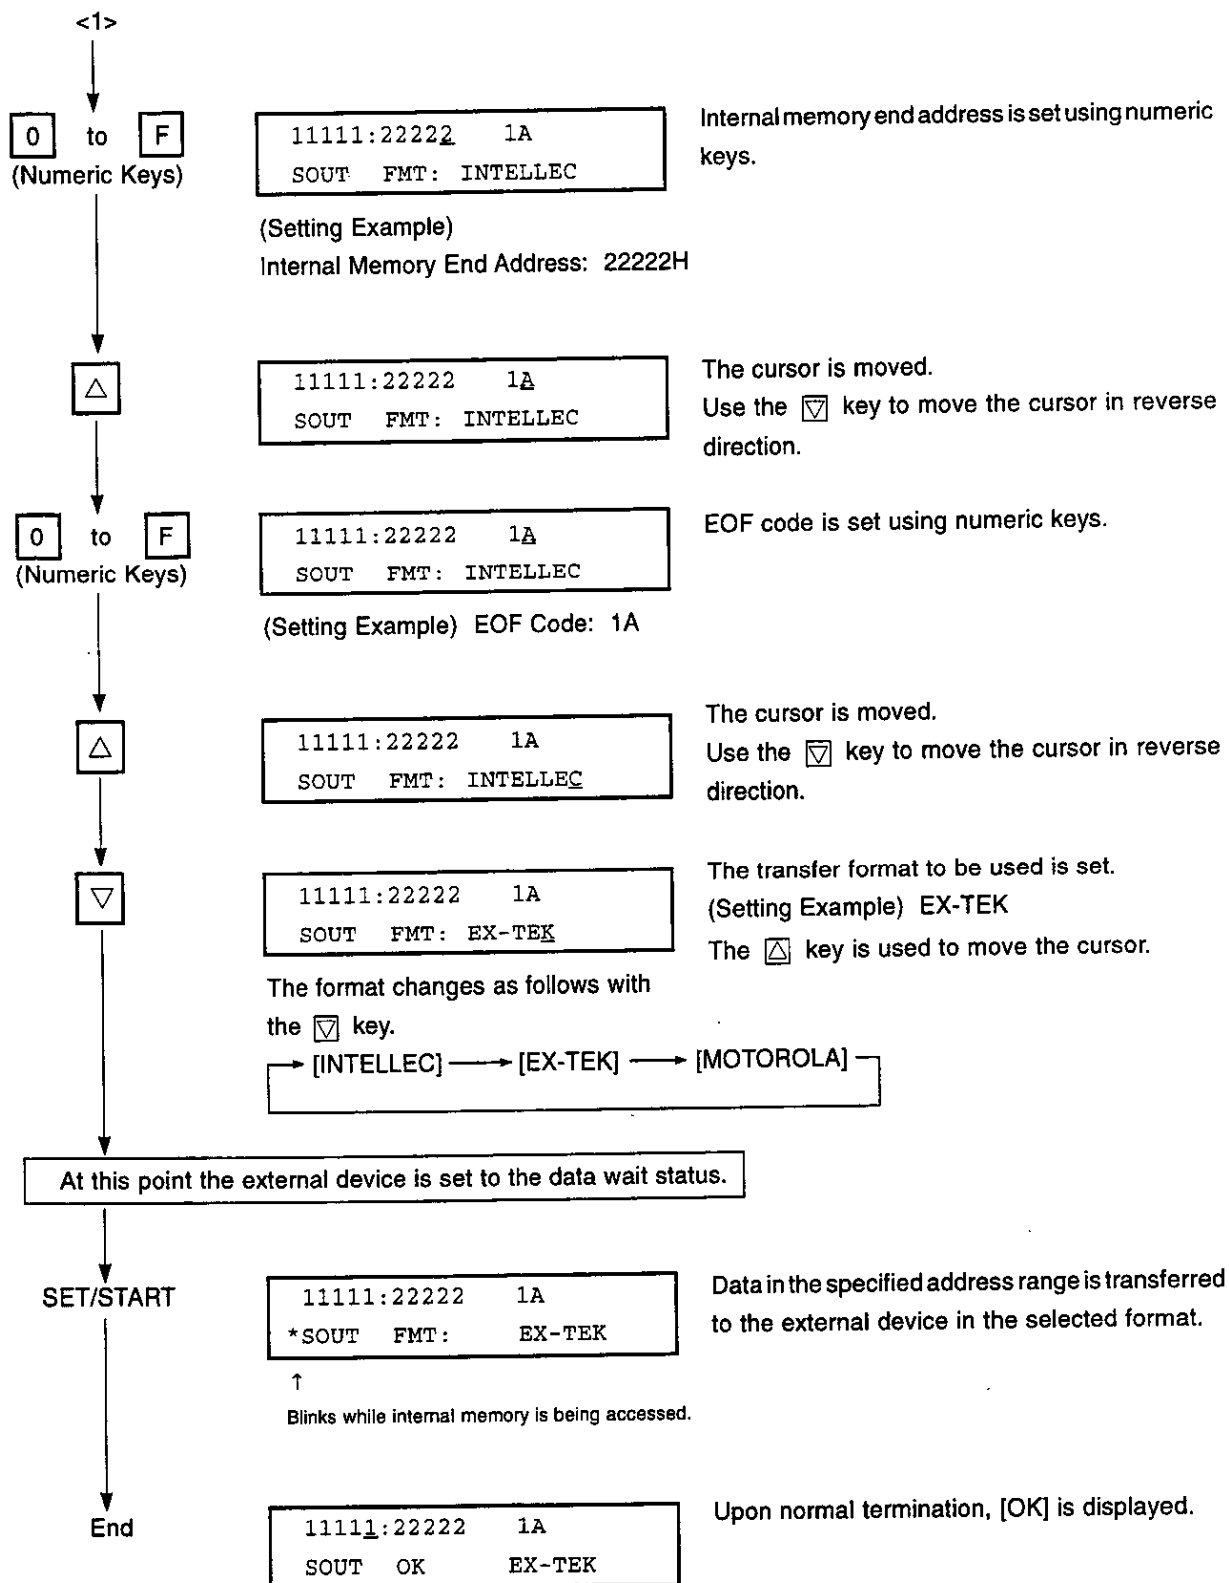 <1>
0 to F
(Numeric Keys)
11111:22222 1A
SOUT FMT: INTELLEC
Internal memory end address is set using numeric
keys.
(Setting Example)
Internal Memory End Address: 22222H
△
11111:22222 1A
SOUT FMT: INTELLEC
The cursor is moved.
Use the ▽ key to move the cursor in reverse
direction.
0 to F
(Numeric Keys)
11111:22222 1A
SOUT FMT: INTELLEC
EOF code is set using numeric keys.
(Setting Example) EOF Code: 1A
△
11111:22222 1A
SOUT FMT: INTELLEC
The cursor is moved.
Use the ▽ key to move the cursor in reverse
direction.
▽
11111:22222 1A
SOUT FMT: EX-TEK
The transfer format to be used is set.
(Setting Example) EX-TEK
The △ key is used to move the cursor.
The format changes as follows with
the ▽ key.
[INTELLEC] → [EX-TEK] → [MOTOROLA]
At this point the external device is set to the data wait status.
SET/START
11111:22222 1A
*SOUT FMT: EX-TEK
Data in the specified address range is transferred
to the external device in the selected format.
↑
Blinks while internal memory is being accessed.
End
11111:22222 1A
SOUT OK EX-TEK
Upon normal termination, [OK] is displayed.